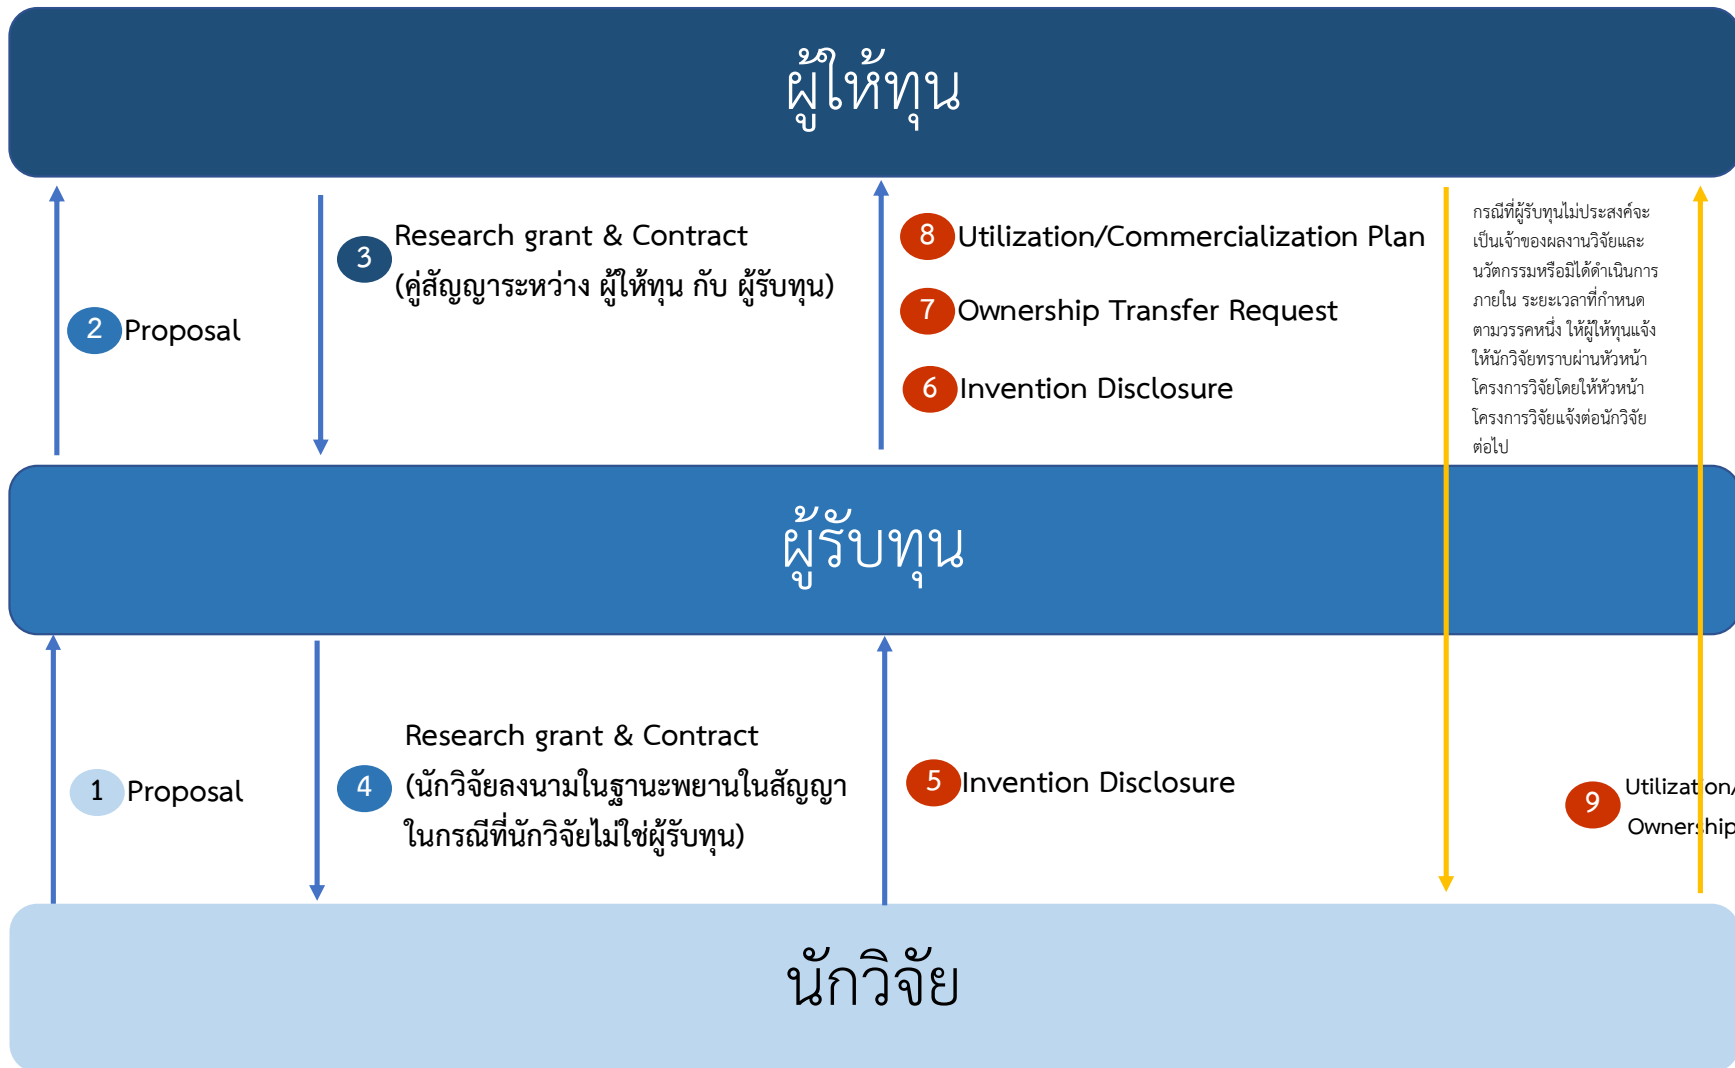 ผู้ให้ทุน
2 Proposal
3 Research grant & Contract
(คู่สัญญาระหว่าง ผู้ให้ทุน กับ ผู้รับทุน)
8 Utilization/Commercialization Plan
7 Ownership Transfer Request
6 Invention Disclosure
กรณีที่ผู้รับทุนไม่ประสงค์จะ
เป็นเจ้าของผลงานวิจัยและ
นวัตกรรมหรือมิได้ดำเนินการ
ภายใน ระยะเวลาที่กำหนด
ตามวรรคหนึ่ง ให้ผู้ให้ทุนแจ้ง
ให้นักวิจัยทราบผ่านหัวหน้า
โครงการวิจัยโดยให้หัวหน้า
โครงการวิจัยแจ้งต่อนักวิจัย
ต่อไป
ผู้รับทุน
1 Proposal
4 Research grant & Contract
(นักวิจัยลงนามในฐานะพยานในสัญญา
ในกรณีที่นักวิจัยไม่ใช่ผู้รับทุน)
5 Invention Disclosure
9 Utilization/
Ownership
นักวิจัย